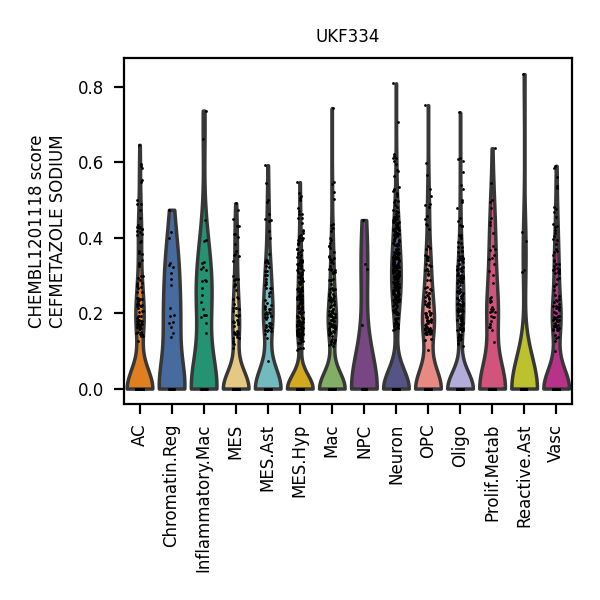 UKF334
CHEMBL1201118 score
CEFMETAZOLE SODIUM
0.8
0.6
0.4
0.2
0.0
AC
Chromatin.Reg
Inflammatory.Mac
MES
MES.Ast
MES.Hyp
Mac
NPC
Neuron
OPC
Oligo
Prolif.Metab
Reactive.Ast
Vasc